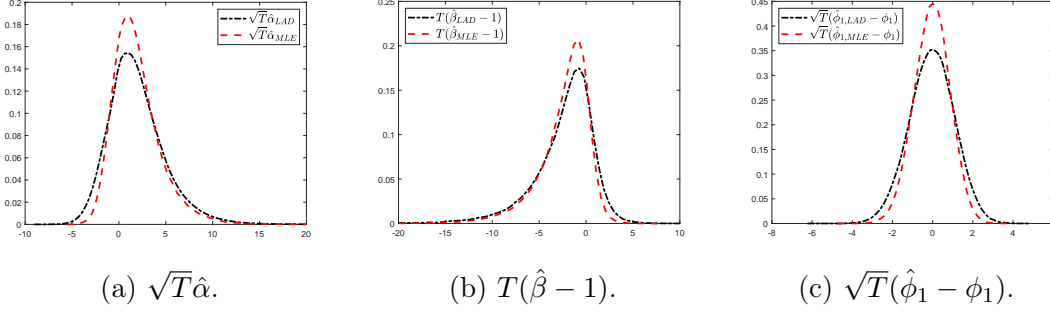 0.2
0.18
0.16
0.14
0.12
0.1
0.08
0.06
0.04
0.02
0
-10 -5 0 5 10 15 20
√T α̂_LAD
√T α̂_MLE
(a) √T α̂.
0.25
0.2
0.15
0.1
0.05
0
-20 -15 -10 -5 0 5 10
T(β̂_LAD − 1)
T(β̂_MLE − 1)
(b) T(β̂ − 1).
0.45
0.4
0.35
0.3
0.25
0.2
0.15
0.1
0.05
0
-8 -6 -4 -2 0 2 4
√T(ϕ̂_1,LAD − ϕ_1)
√T(ϕ̂_1,MLE − ϕ_1)
(c) √T(ϕ̂_1 − ϕ_1).